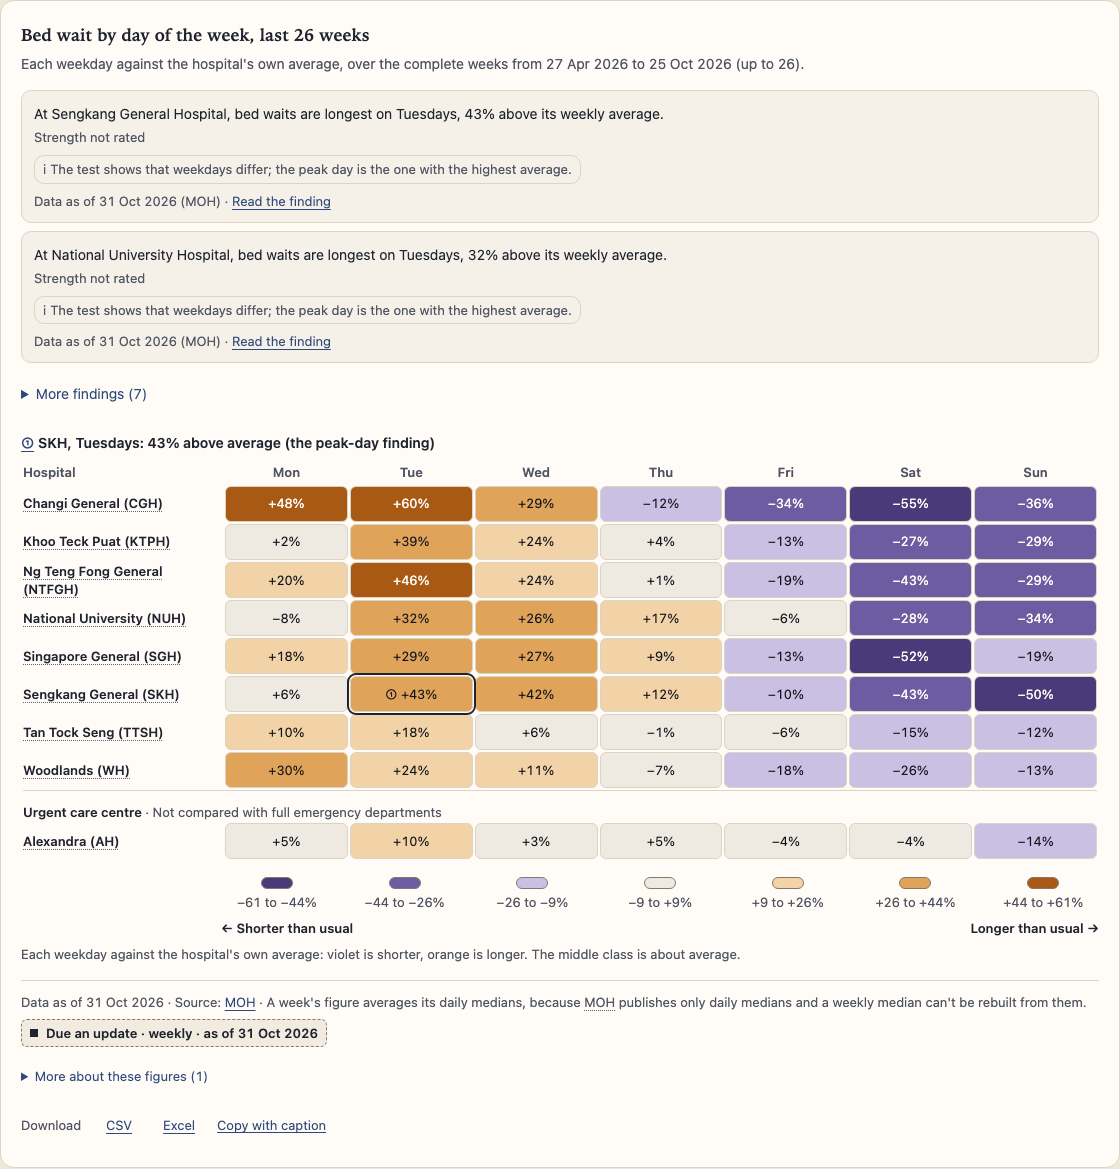 Bed wait by day of the week, last 26 weeks
Each weekday against the hospital's own average, over the complete weeks from 27 Apr 2026 to 25 Oct 2026 (up to 26).
At Sengkang General Hospital, bed waits are longest on Tuesdays, 43% above its weekly average.
Strength not rated
i The test shows that weekdays differ; the peak day is the one with the highest average.
Data as of 31 Oct 2026 (MOH) · Read the finding
At National University Hospital, bed waits are longest on Tuesdays, 32% above its weekly average.
Strength not rated
i The test shows that weekdays differ; the peak day is the one with the highest average.
Data as of 31 Oct 2026 (MOH) · Read the finding
▶ More findings (7)
① SKH, Tuesdays: 43% above average (the peak-day finding)
Hospital Mon Tue Wed Thu Fri Sat Sun
Changi General (CGH) +48% +60% +29% −12% −34% −55% −36%
Khoo Teck Puat (KTPH) +2% +39% +24% +4% −13% −27% −29%
Ng Teng Fong General
(NTFGH) +20% +46% +24% +1% −19% −43% −29%
National University (NUH) −8% +32% +26% +17% −6% −28% −34%
Singapore General (SGH) +18% +29% +27% +9% −13% −52% −19%
Sengkang General (SKH) +6% ① +43% +42% +12% −10% −43% −50%
Tan Tock Seng (TTSH) +10% +18% +6% −1% −6% −15% −12%
Woodlands (WH) +30% +24% +11% −7% −18% −26% −13%
Urgent care centre · Not compared with full emergency departments
Alexandra (AH) +5% +10% +3% +5% −4% −4% −14%
−61 to −44% −44 to −26% −26 to −9% −9 to +9% +9 to +26% +26 to +44% +44 to +61%
← Shorter than usual Longer than usual →
Each weekday against the hospital's own average: violet is shorter, orange is longer. The middle class is about average.
Data as of 31 Oct 2026 · Source: MOH · A week's figure averages its daily medians, because MOH publishes only daily medians and a weekly median can't be rebuilt from them.
■ Due an update · weekly · as of 31 Oct 2026
▶ More about these figures (1)
Download CSV Excel Copy with caption